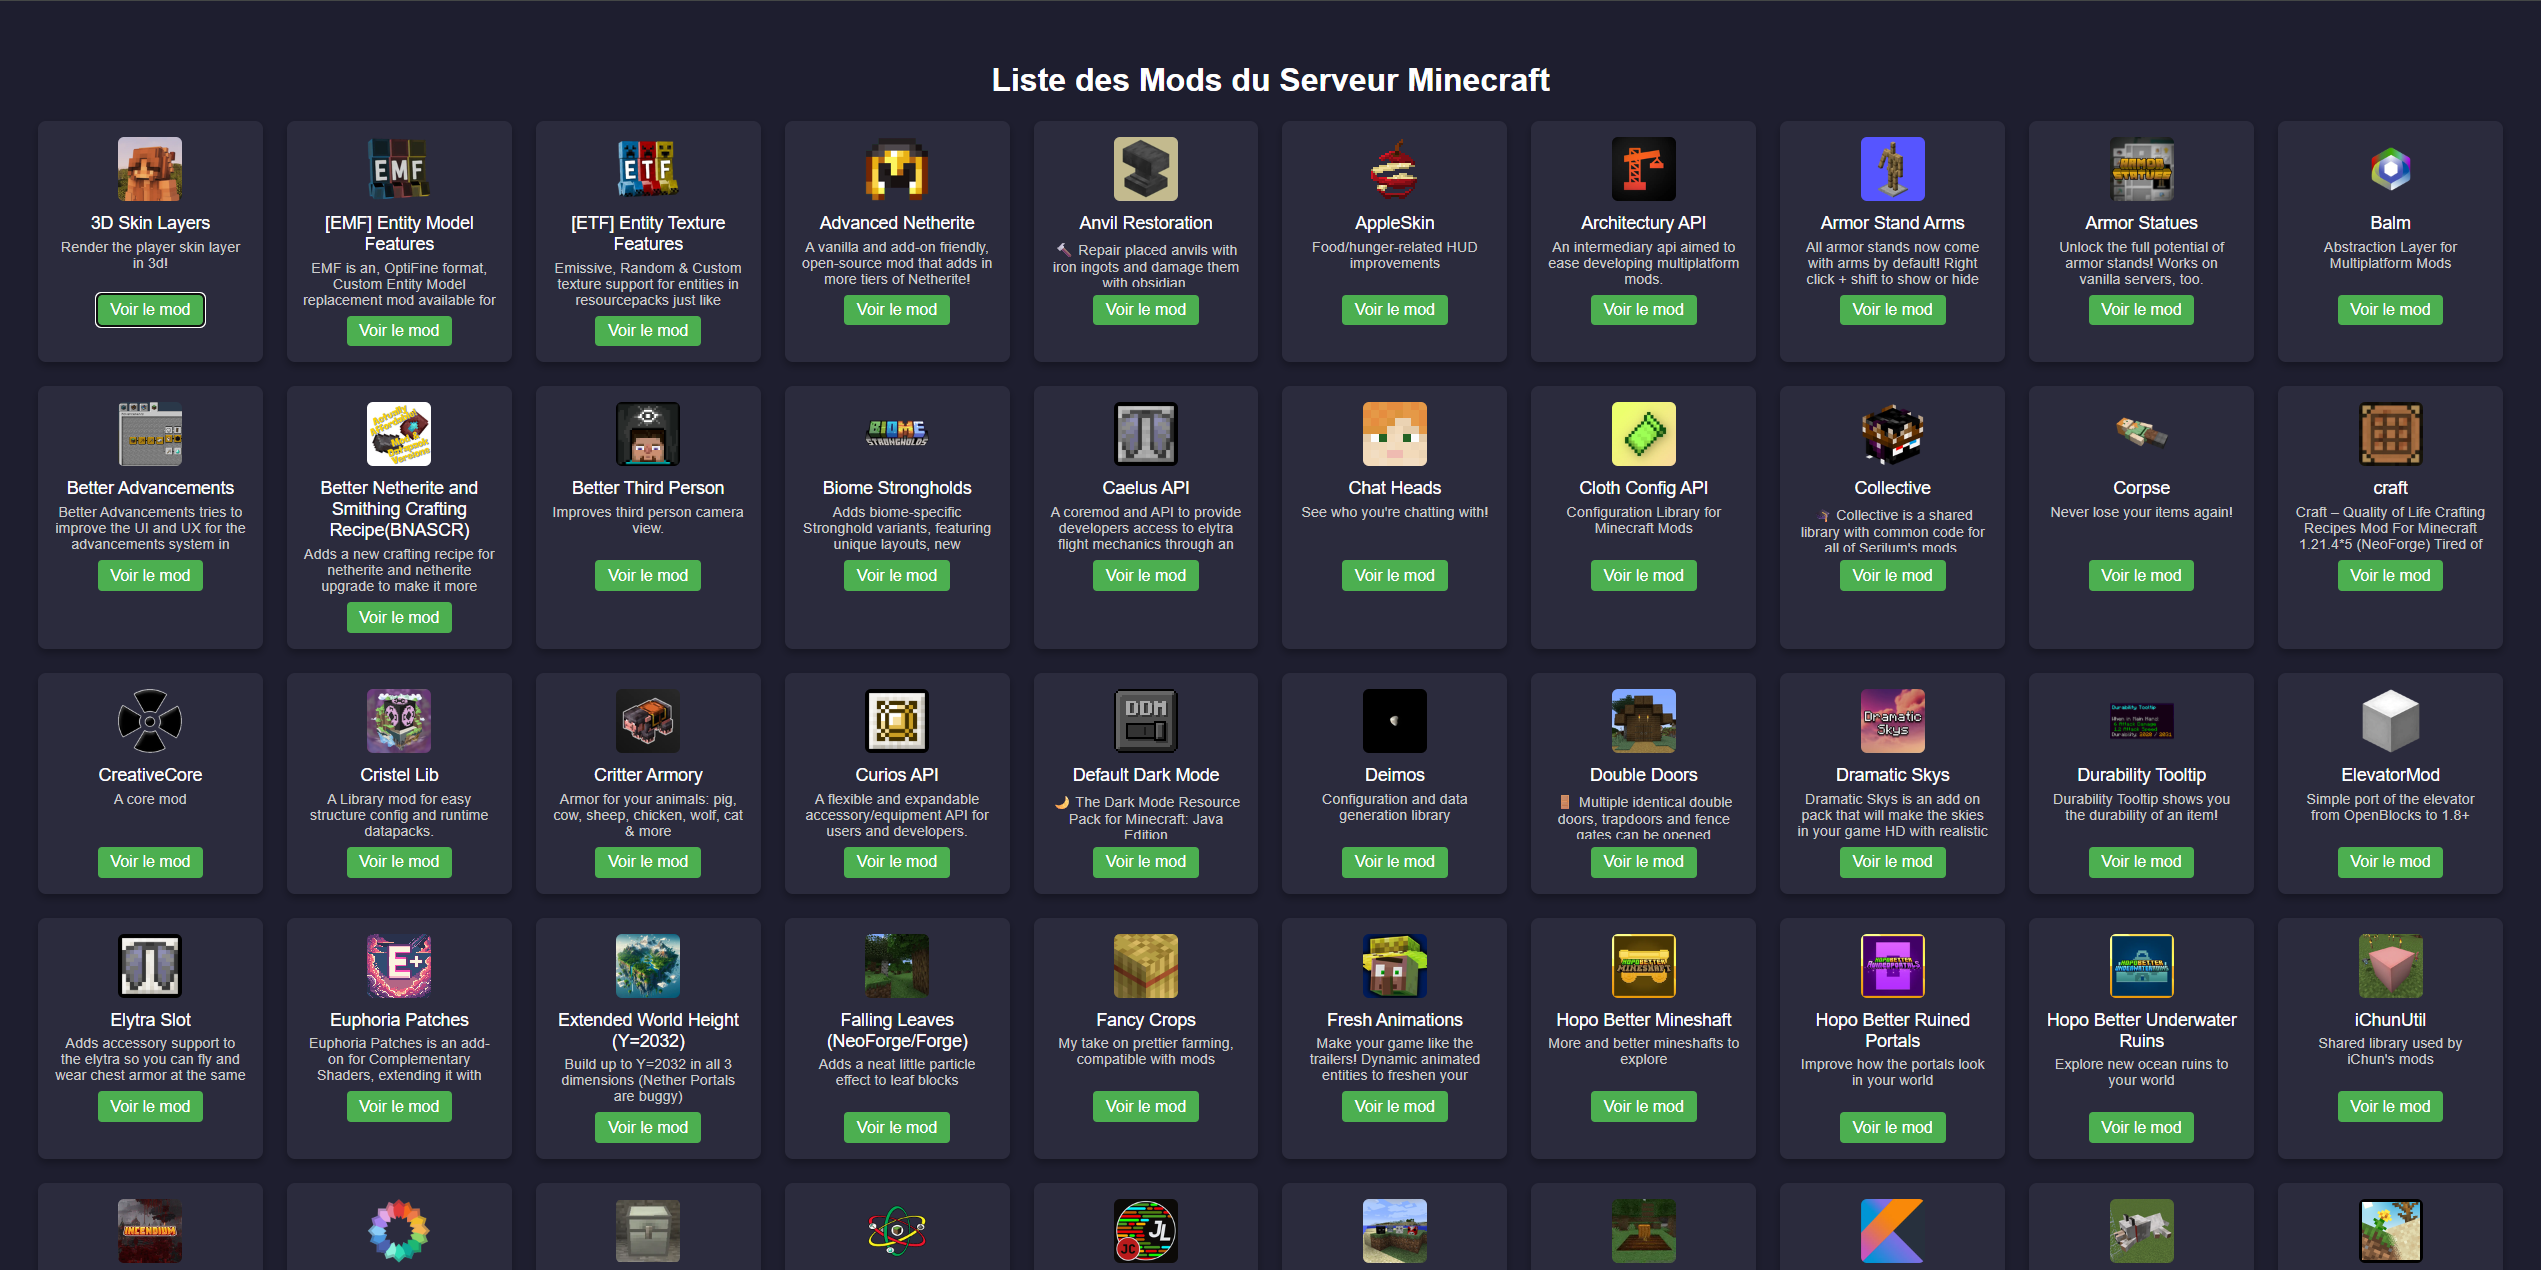 Liste des Mods du Serveur Minecraft
EMF
ETF
ARMOR
STATUES
3D Skin Layers
Render the player skin layer
in 3d!
Voir le mod
[EMF] Entity Model
Features
EMF is an, OptiFine format,
Custom Entity Model
replacement mod available for
Voir le mod
[ETF] Entity Texture
Features
Emissive, Random & Custom
texture support for entities in
resourcepacks just like
Voir le mod
Advanced Netherite
A vanilla and add-on friendly,
open-source mod that adds in
more tiers of Netherite!
Voir le mod
Anvil Restoration
🔨 Repair placed anvils with
iron ingots and damage them
with obsidian
Voir le mod
AppleSkin
Food/hunger-related HUD
improvements
Voir le mod
Architectury API
An intermediary api aimed to
ease developing multiplatform
mods.
Voir le mod
Armor Stand Arms
All armor stands now come
with arms by default! Right
click + shift to show or hide
Voir le mod
Armor Statues
Unlock the full potential of
armor stands! Works on
vanilla servers, too.
Voir le mod
Balm
Abstraction Layer for
Multiplatform Mods
Voir le mod
Actually
Affordable!
Mod &
Datapack
Versions
BIOME
STRONGHOLDS
Better Advancements
Better Advancements tries to
improve the UI and UX for the
advancements system in
Voir le mod
Better Netherite and
Smithing Crafting
Recipe(BNASCR)
Adds a new crafting recipe for
netherite and netherite
upgrade to make it more
Voir le mod
Better Third Person
Improves third person camera
view.
Voir le mod
Biome Strongholds
Adds biome-specific
Stronghold variants, featuring
unique layouts, new
Voir le mod
Caelus API
A coremod and API to provide
developers access to elytra
flight mechanics through an
Voir le mod
Chat Heads
See who you're chatting with!
Voir le mod
Cloth Config API
Configuration Library for
Minecraft Mods
Voir le mod
Collective
Collective is a shared
library with common code for
all of Serilum's mods
Voir le mod
Corpse
Never lose your items again!
Voir le mod
craft
Craft – Quality of Life Crafting
Recipes Mod For Minecraft
1.21.4*5 (NeoForge) Tired of
Voir le mod
DDM
Dramatic
Skys
Durability Tooltip
CreativeCore
A core mod
Voir le mod
Cristel Lib
A Library mod for easy
structure config and runtime
datapacks.
Voir le mod
Critter Armory
Armor for your animals: pig,
cow, sheep, chicken, wolf, cat
& more
Voir le mod
Curios API
A flexible and expandable
accessory/equipment API for
users and developers.
Voir le mod
Default Dark Mode
🌙 The Dark Mode Resource
Pack for Minecraft: Java
Edition
Voir le mod
Deimos
Configuration and data
generation library
Voir le mod
Double Doors
🚪 Multiple identical double
doors, trapdoors and fence
gates can be opened
Voir le mod
Dramatic Skys
Dramatic Skys is an add on
pack that will make the skies
in your game HD with realistic
Voir le mod
Durability Tooltip
Durability Tooltip shows you
the durability of an item!
Voir le mod
ElevatorMod
Simple port of the elevator
from OpenBlocks to 1.8+
Voir le mod
E+
HOPOBETTER
MINESHAFT
HOPOBETTER
RUINEDPORTALS
HOPOBETTER
UNDERWATERRUINS
Elytra Slot
Adds accessory support to
the elytra so you can fly and
wear chest armor at the same
Voir le mod
Euphoria Patches
Euphoria Patches is an add-
on for Complementary
Shaders, extending it with
Voir le mod
Extended World Height
(Y=2032)
Build up to Y=2032 in all 3
dimensions (Nether Portals
are buggy)
Voir le mod
Falling Leaves
(NeoForge/Forge)
Adds a neat little particle
effect to leaf blocks
Voir le mod
Fancy Crops
My take on prettier farming,
compatible with mods
Voir le mod
Fresh Animations
Make your game like the
trailers! Dynamic animated
entities to freshen your
Voir le mod
Hopo Better Mineshaft
More and better mineshafts to
explore
Voir le mod
Hopo Better Ruined
Portals
Improve how the portals look
in your world
Voir le mod
Hopo Better Underwater
Ruins
Explore new ocean ruins to
your world
Voir le mod
iChunUtil
Shared library used by
iChun's mods
Voir le mod
INCENDIUM
JL
JC